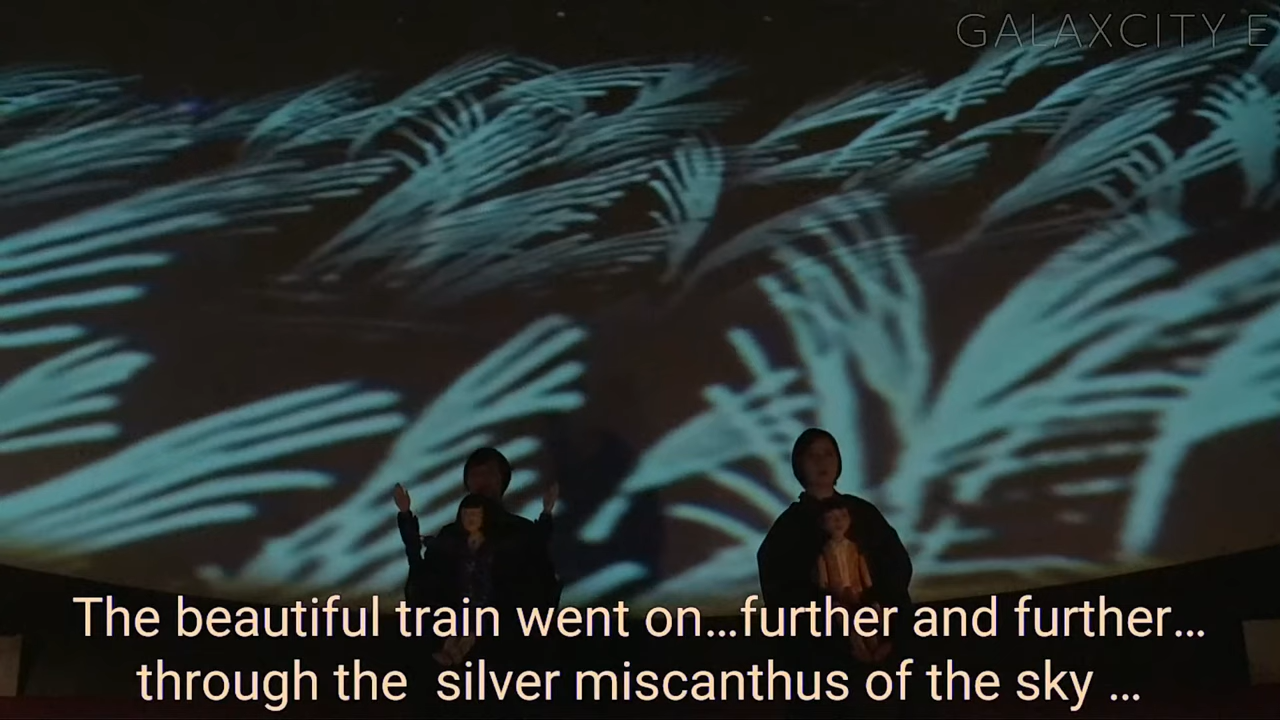 GALAXCITY E
The beautiful train went on…further and further…
through the  silver miscanthus of the sky …